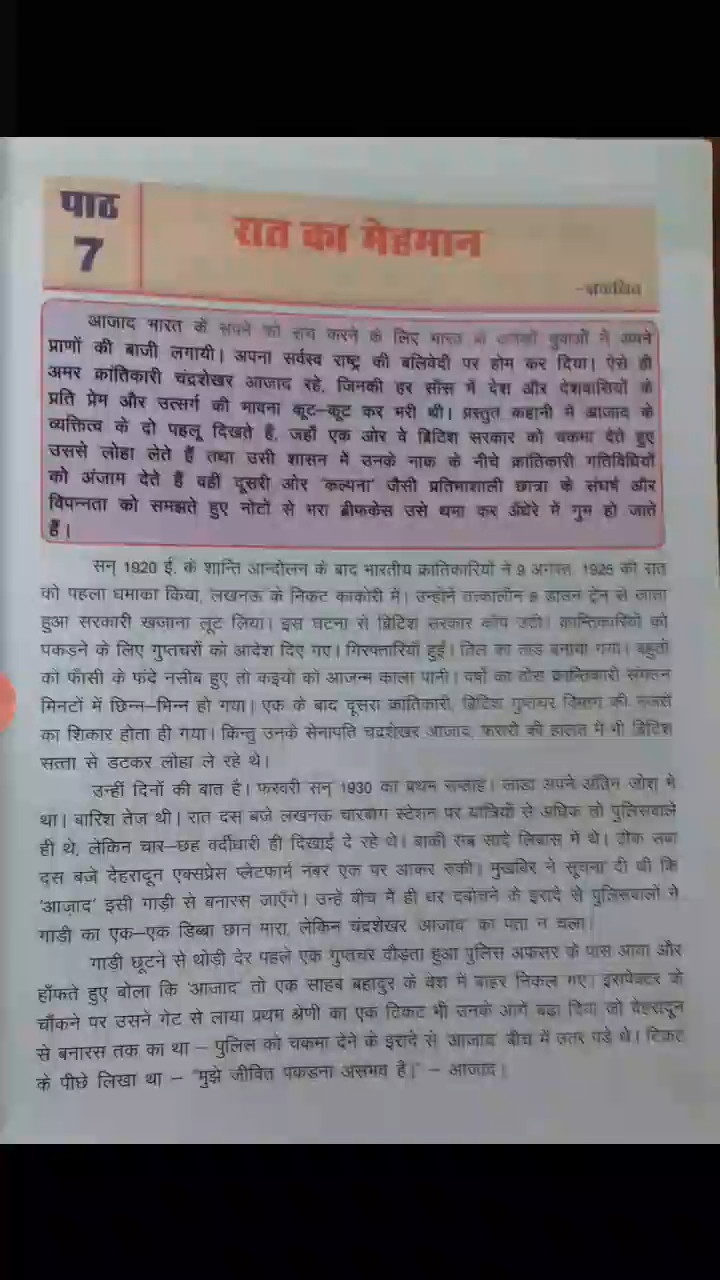 पाठ
7
रात का मेहमान
–संकलित
आजाद भारत के सपने को सच करने के लिए भारत के युवाओं ने अपने
प्राणों की बाजी लगायी। अपना सर्वस्व राष्ट्र की बलिवेदी पर होम कर दिया। ऐसे ही
अमर क्रांतिकारी चंद्रशेखर आजाद रहे, जिनकी हर साँस में देश और देशवासियों के
प्रति प्रेम और उत्सर्ग की भावना कूट–कूट कर भरी थी। प्रस्तुत कहानी में आजाद के
व्यक्तित्व के दो पहलू दिखते हैं, जहाँ एक ओर वे ब्रिटिश सरकार को चकमा देते हुए
उससे लोहा लेते हैं तथा उसी शासन में उनके नाक के नीचे क्रांतिकारी गतिविधियों
को अंजाम देते हैं वहीं दूसरी ओर 'कल्पना' जैसी प्रतिभाशाली छात्रा के संघर्ष और
विपन्नता को समझते हुए नोटों से भरा ब्रीफकेस उसे थमा कर अँधेरे में गुम हो जाते
हैं।
सन् 1920 ई. के शान्ति आन्दोलन के बाद भारतीय क्रांतिकारियों ने 9 अगस्त, 1925 की रात
को पहला धमाका किया, लखनऊ के निकट काकोरी में। उन्होंने तत्कालीन 8 डाउन ट्रेन से जाता
हुआ सरकारी खजाना लूट लिया। इस घटना से ब्रिटिश सरकार काँप उठी। क्रान्तिकारियों को
पकड़ने के लिए गुप्तचरों को आदेश दिए गए। गिरफ्तारियाँ हुईं। तिल का ताड़ बनाया गया। बहुतों
को फाँसी के फंदे नसीब हुए तो कइयों को आजन्म काला पानी। वर्षों का ठोस क्रान्तिकारी संगठन
मिनटों में छिन्न–भिन्न हो गया। एक के बाद दूसरा क्रांतिकारी, ब्रिटिश गुप्तचर विभाग की नजरों
का शिकार होता ही गया। किन्तु उनके सेनापति चंद्रशेखर आजाद, फरारी की हालत में भी ब्रिटिश
सत्ता से डटकर लोहा ले रहे थे।
उन्हीं दिनों की बात है। फरवरी सन् 1930 का प्रथम सप्ताह। जाड़ा अपने अंतिम जोश में
था। बारिश तेज थी। रात दस बजे लखनऊ चारबाग स्टेशन पर यात्रियों से अधिक तो पुलिसवाले
ही थे, लेकिन चार–छह वर्दीधारी ही दिखाई दे रहे थे। बाकी सब सादे लिबास में थे। ठीक सवा
दस बजे देहरादून एक्सप्रेस प्लेटफार्म नंबर एक पर आकर रुकी। मुखबिर ने सूचना दी थी कि
'आज़ाद' इसी गाड़ी से बनारस जाएँगे। उन्हें बीच में ही धर दबोचने के इरादे से पुलिसवालों ने
गाड़ी का एक–एक डिब्बा छान मारा, लेकिन चंद्रशेखर 'आजाद' का पता न चला।
गाड़ी छूटने से थोड़ी देर पहले एक गुप्तचर दौड़ता हुआ पुलिस अफसर के पास आया और
हाँफते हुए बोला कि 'आजाद' तो एक साहब बहादुर के वेश में बाहर निकल गए। इंसपेक्टर के
चौंकने पर उसने गेट से लाया प्रथम श्रेणी का एक टिकट भी उनके आगे बढ़ा दिया जो देहरादून
से बनारस तक का था – पुलिस को चकमा देने के इरादे से आजाद बीच में उतर पड़े थे। टिकट
के पीछे लिखा था – "मुझे जीवित पकड़ना असंभव है।" – आजाद।